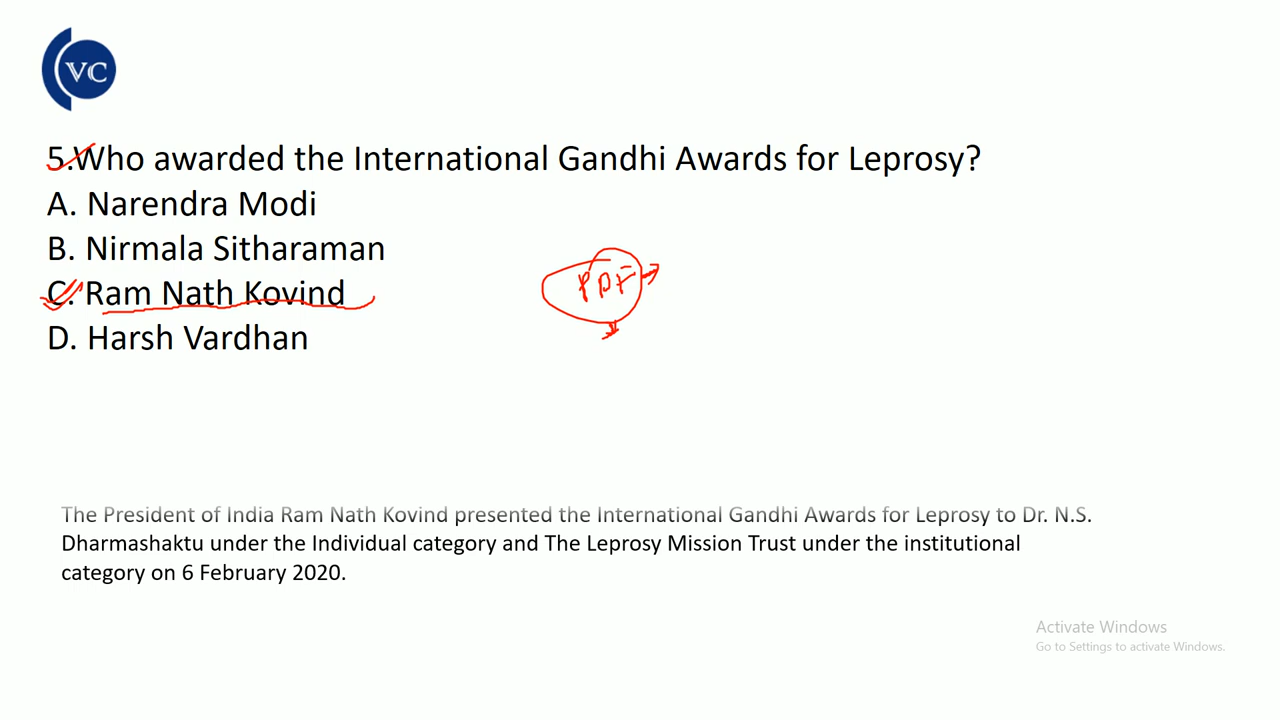 VC
5.Who awarded the International Gandhi Awards for Leprosy?
A. Narendra Modi
B. Nirmala Sitharaman
C. Ram Nath Kovind
D. Harsh Vardhan
PDF
The President of India Ram Nath Kovind presented the International Gandhi Awards for Leprosy to Dr. N.S.
Dharmashaktu under the Individual category and The Leprosy Mission Trust under the institutional
category on 6 February 2020.
Activate Windows
Go to Settings to activate Windows.